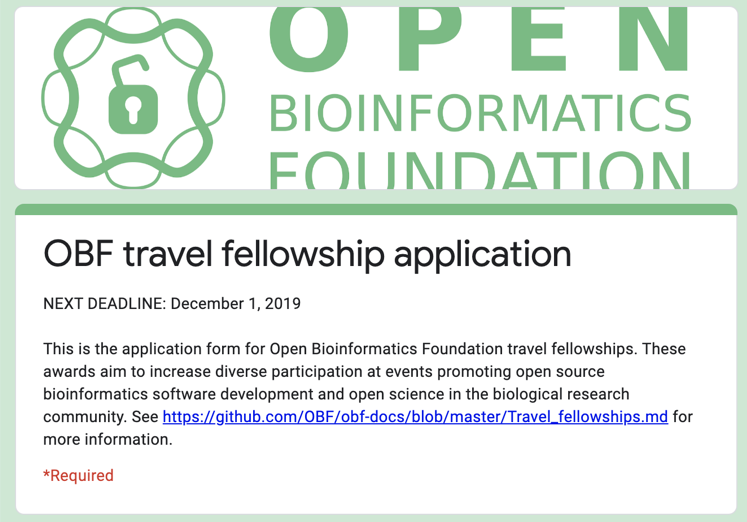 OPEN
BIOINFORMATICS
FOUNDATION
OBF travel fellowship application
NEXT DEADLINE: December 1, 2019
This is the application form for Open Bioinformatics Foundation travel fellowships. These
awards aim to increase diverse participation at events promoting open source
bioinformatics software development and open science in the biological research
community. See https://github.com/OBF/obf-docs/blob/master/Travel_fellowships.md for
more information.
*Required